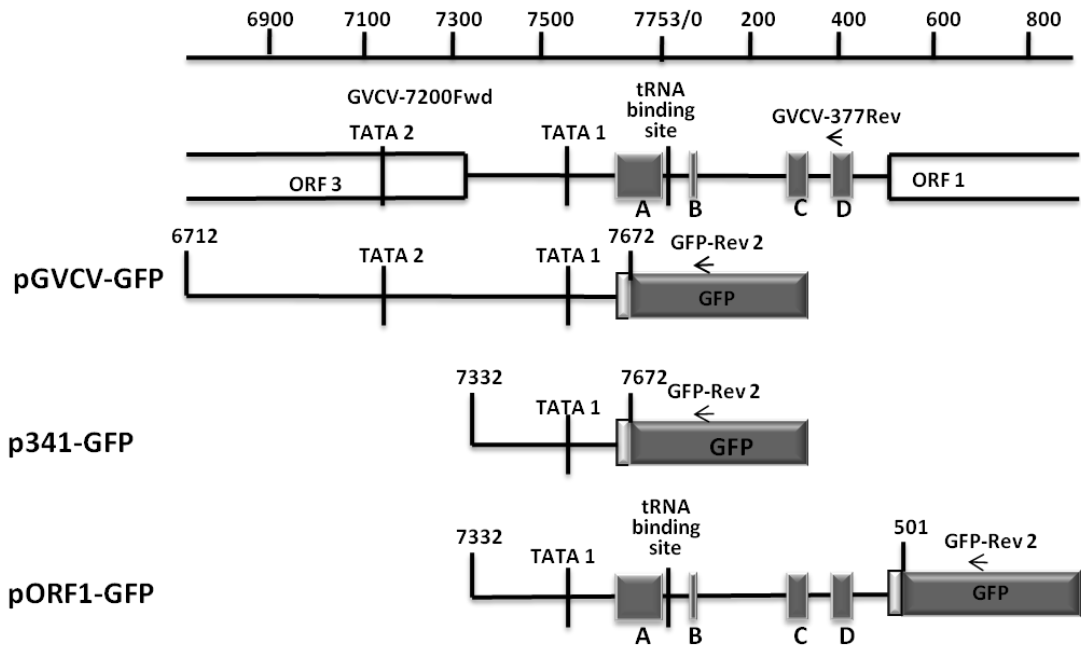 6900 7100 7300 7500 7753/0 200 400 600 800
GVCV-7200Fwd
tRNA
binding
site
GVCV-377Rev
TATA 2 TATA 1
ORF 3 ORF 1
A B C D
6712 7672 GFP-Rev 2
pGVCV-GFP TATA 2 TATA 1 GFP
7332 7672 GFP-Rev 2
TATA 1
p341-GFP GFP
tRNA
binding
site
7332 501 GFP-Rev 2
TATA 1
pORF1-GFP GFP
A B C D